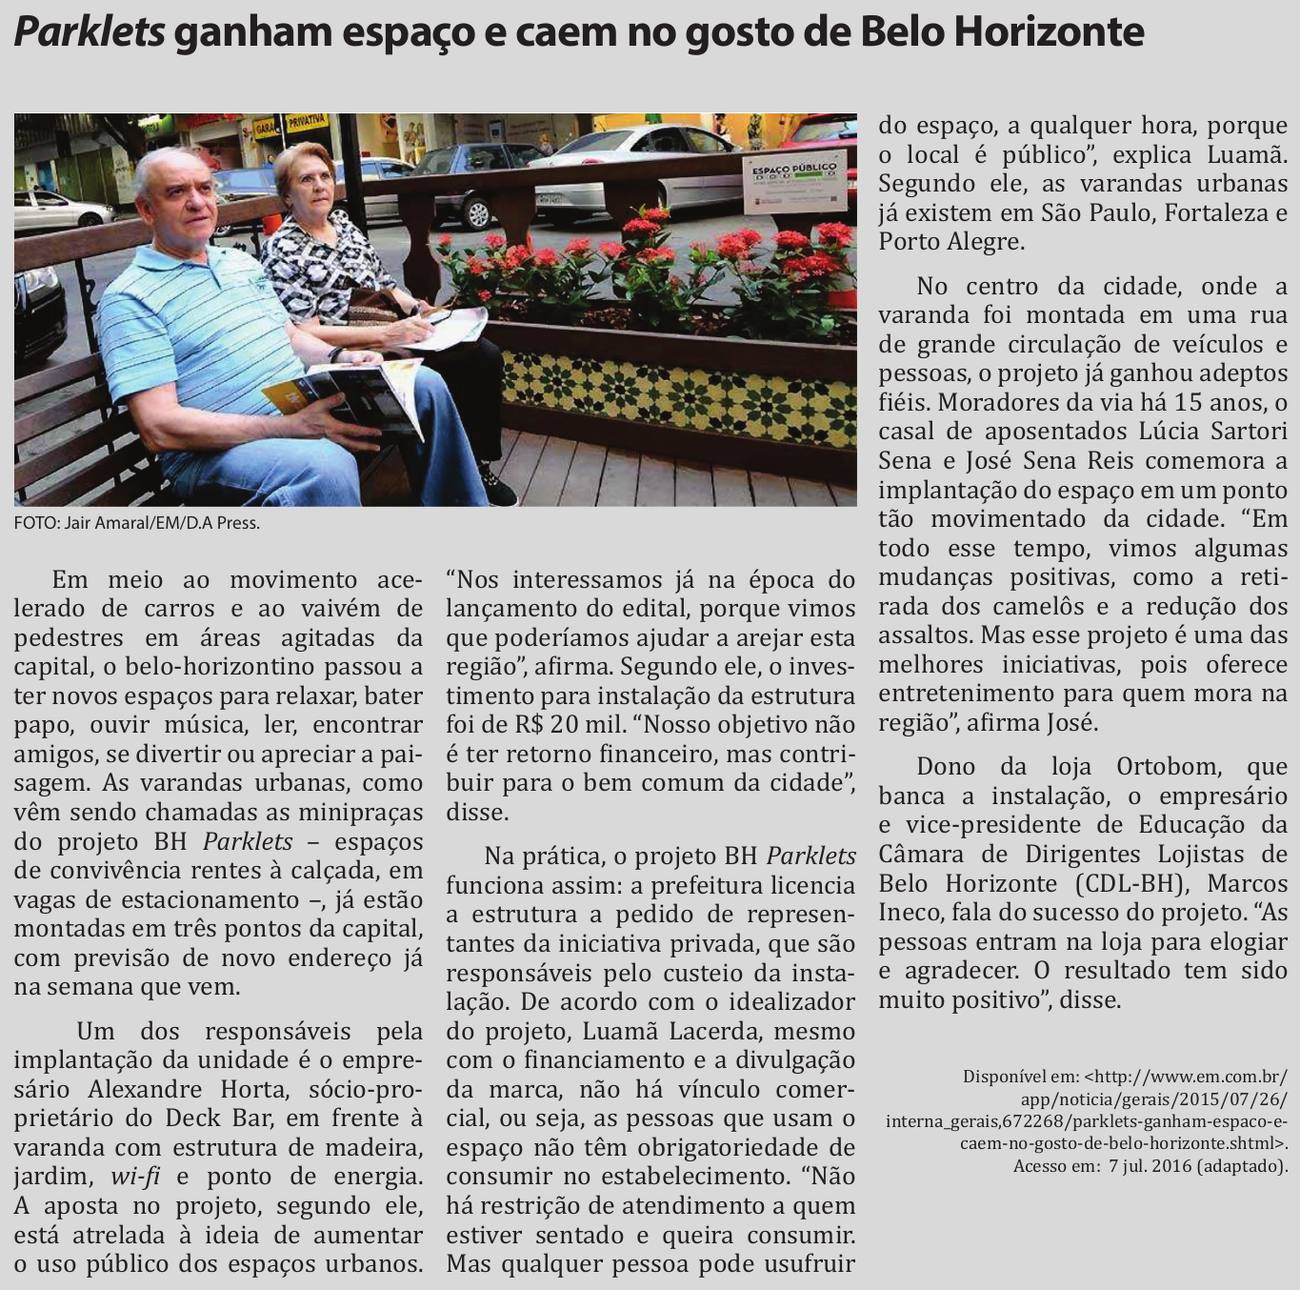 Parklets ganham espaço e caem no gosto de Belo Horizonte
GARAGEM
PRIVATIVA
ESPAÇO PÚBLICO
FOTO: Jair Amaral/EM/D.A Press.
Em meio ao movimento ace-
lerado de carros e ao vaivém de
pedestres em áreas agitadas da
capital, o belo-horizontino passou a
ter novos espaços para relaxar, bater
papo, ouvir música, ler, encontrar
amigos, se divertir ou apreciar a pai-
sagem. As varandas urbanas, como
vêm sendo chamadas as minipraças
do projeto BH Parklets – espaços
de convivência rentes à calçada, em
vagas de estacionamento –, já estão
montadas em três pontos da capital,
com previsão de novo endereço já
na semana que vem.
Um dos responsáveis pela
implantação da unidade é o empre-
sário Alexandre Horta, sócio-pro-
prietário do Deck Bar, em frente à
varanda com estrutura de madeira,
jardim, wi-fi e ponto de energia.
A aposta no projeto, segundo ele,
está atrelada à ideia de aumentar
o uso público dos espaços urbanos.
“Nos interessamos já na época do
lançamento do edital, porque vimos
que poderíamos ajudar a arejar esta
região”, afirma. Segundo ele, o inves-
timento para instalação da estrutura
foi de R$ 20 mil. “Nosso objetivo não
é ter retorno financeiro, mas contri-
buir para o bem comum da cidade”,
disse.
Na prática, o projeto BH Parklets
funciona assim: a prefeitura licencia
a estrutura a pedido de represen-
tantes da iniciativa privada, que são
responsáveis pelo custeio da insta-
lação. De acordo com o idealizador
do projeto, Luamã Lacerda, mesmo
com o financiamento e a divulgação
da marca, não há vínculo comer-
cial, ou seja, as pessoas que usam o
espaço não têm obrigatoriedade de
consumir no estabelecimento. “Não
há restrição de atendimento a quem
estiver sentado e queira consumir.
Mas qualquer pessoa pode usufruir
do espaço, a qualquer hora, porque
o local é público”, explica Luamã.
Segundo ele, as varandas urbanas
já existem em São Paulo, Fortaleza e
Porto Alegre.
No centro da cidade, onde a
varanda foi montada em uma rua
de grande circulação de veículos e
pessoas, o projeto já ganhou adeptos
fiéis. Moradores da via há 15 anos, o
casal de aposentados Lúcia Sartori
Sena e José Sena Reis comemora a
implantação do espaço em um ponto
tão movimentado da cidade. “Em
todo esse tempo, vimos algumas
mudanças positivas, como a reti-
rada dos camelôs e a redução dos
assaltos. Mas esse projeto é uma das
melhores iniciativas, pois oferece
entretenimento para quem mora na
região”, afirma José.
Dono da loja Ortobom, que
banca a instalação, o empresário
e vice-presidente de Educação da
Câmara de Dirigentes Lojistas de
Belo Horizonte (CDL-BH), Marcos
Ineco, fala do sucesso do projeto. “As
pessoas entram na loja para elogiar
e agradecer. O resultado tem sido
muito positivo”, disse.
Disponível em: <http://www.em.com.br/
app/noticia/gerais/2015/07/26/
interna_gerais,672268/parklets-ganham-espaco-e-
caem-no-gosto-de-belo-horizonte.shtml>.
Acesso em: 7 jul. 2016 (adaptado).